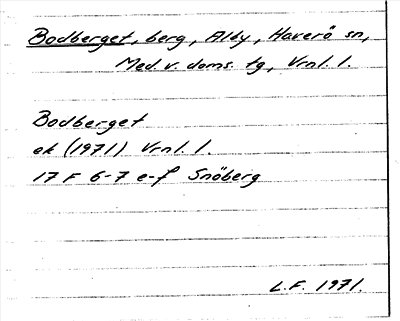 Bodberget, berg, Alby, Haverö sn,
Med. v. doms. tg, Vrnl. l.
Bodberget
ek (1971) Vrnl. l.
17 F 6-7 e-f Snöberg
L.F. 1971.